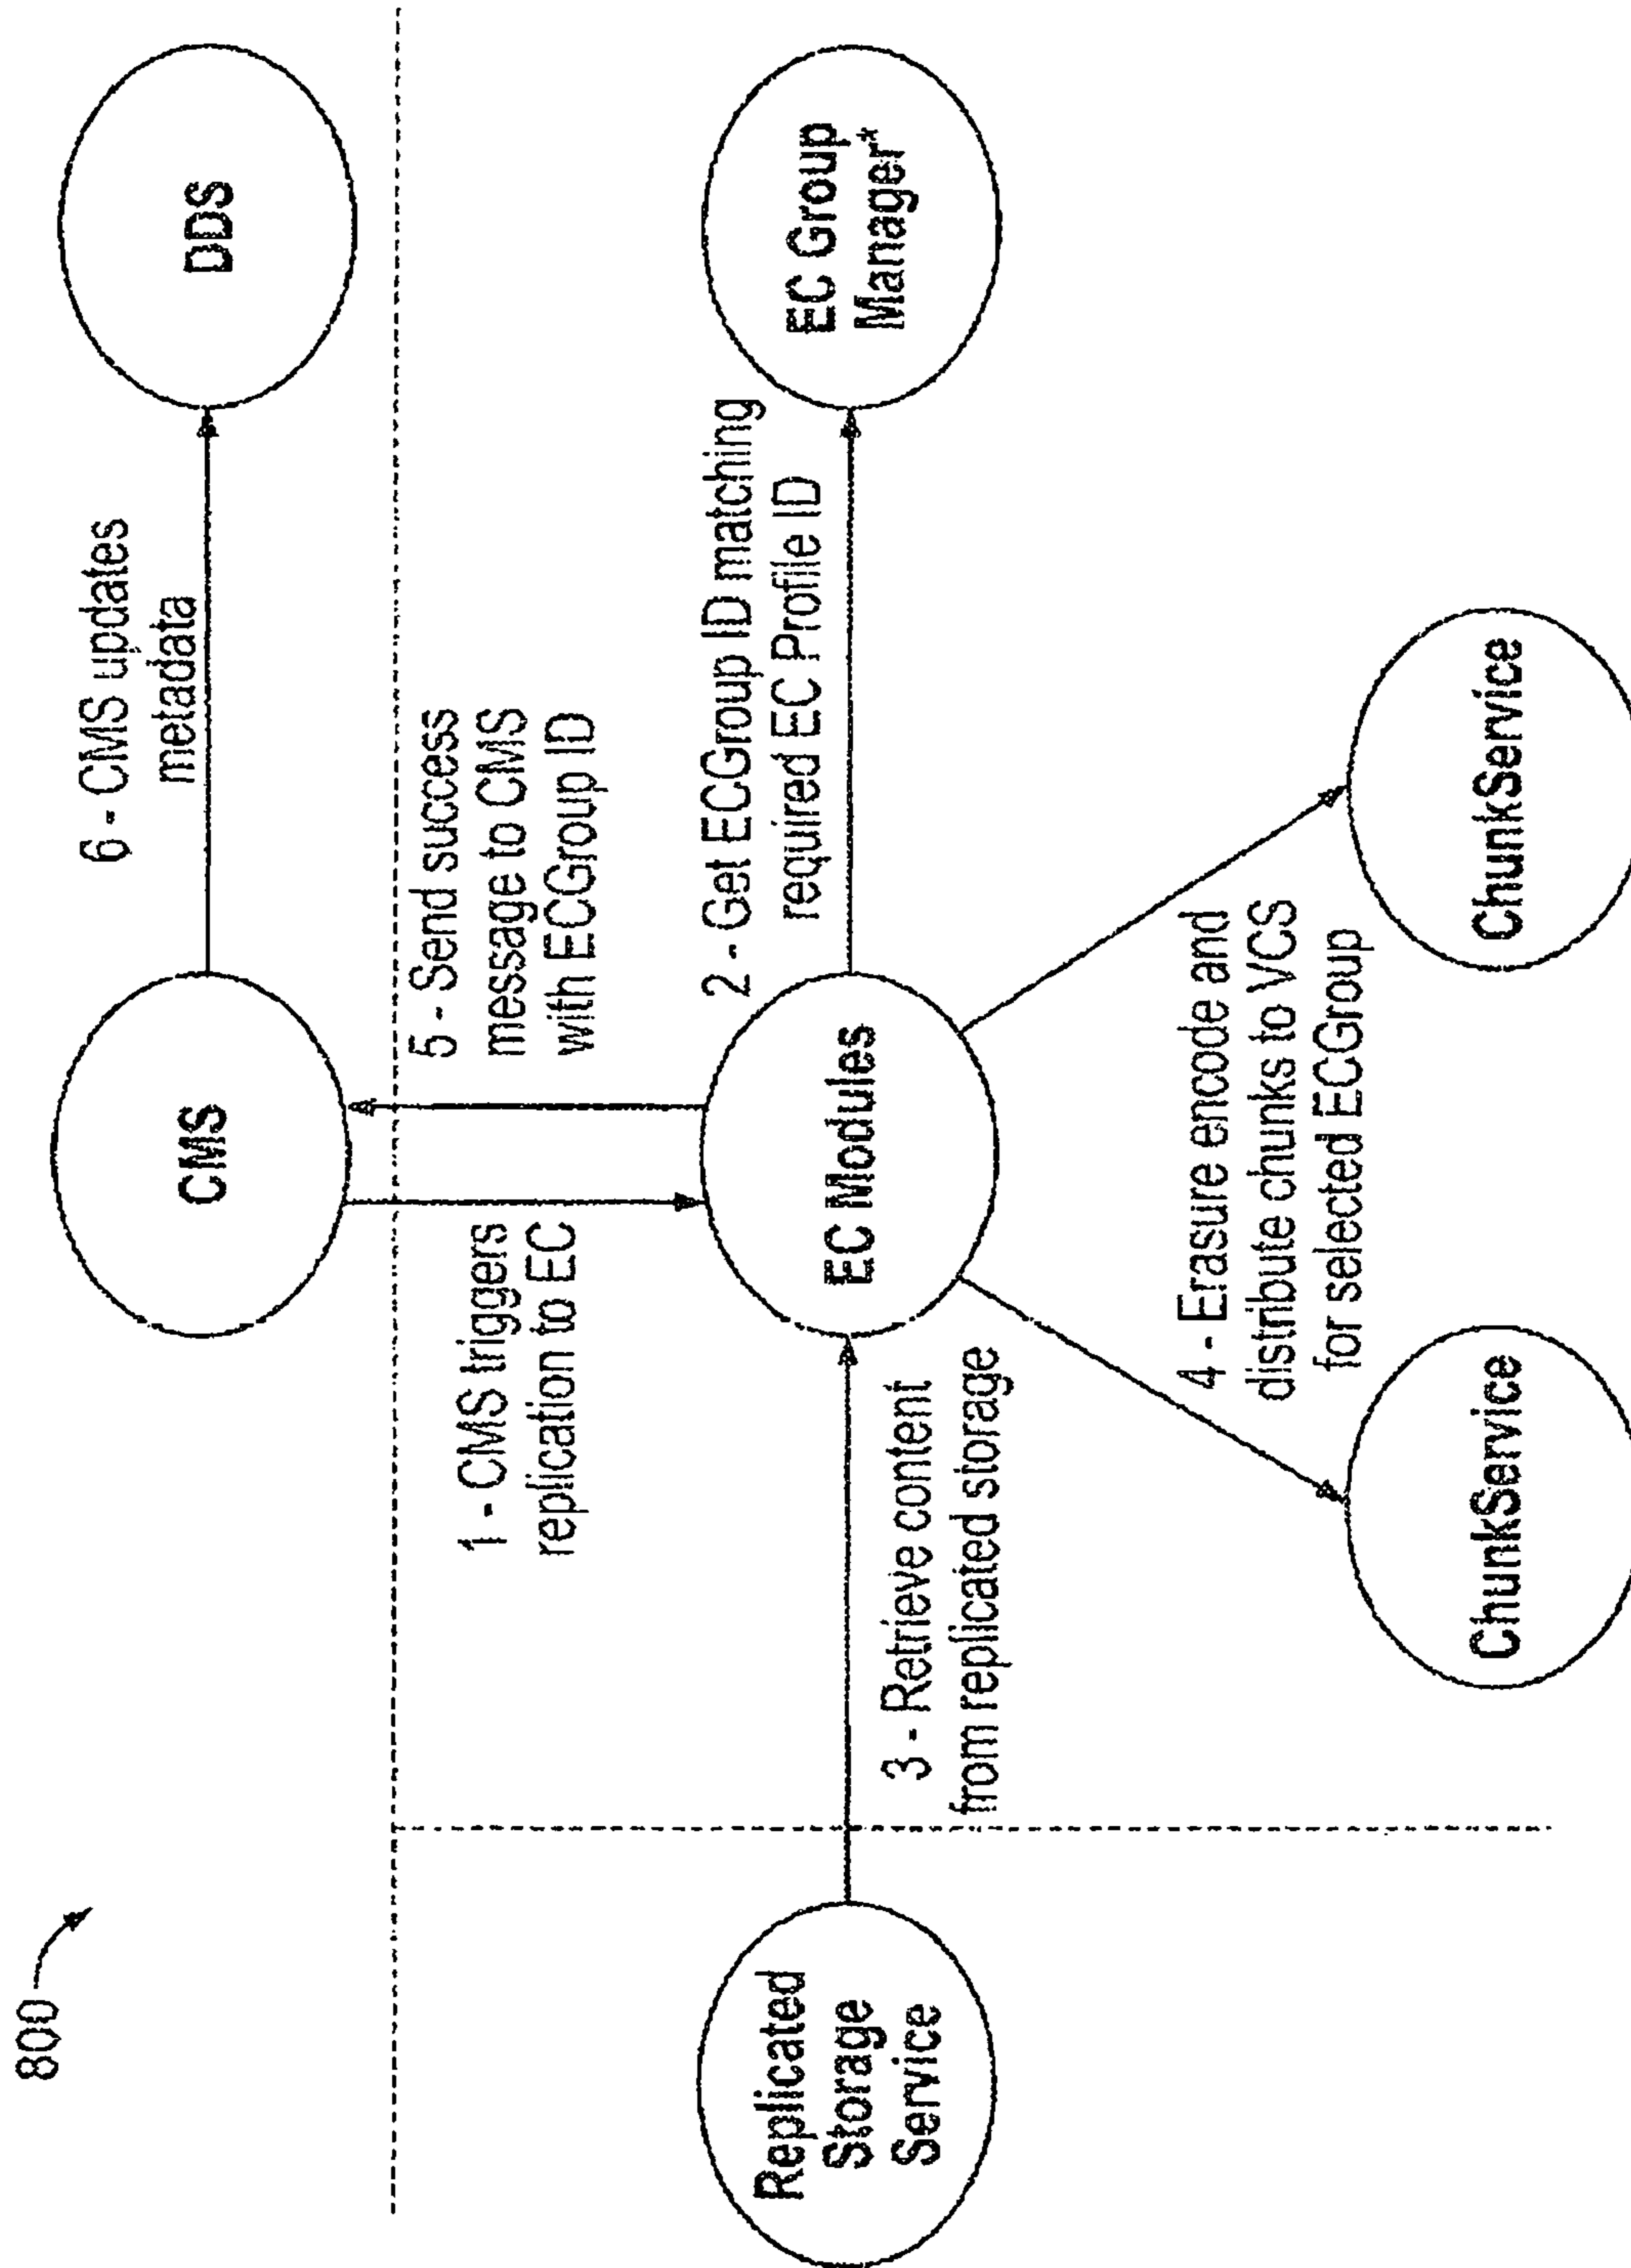 800
CMS
DDS
6 - CMS updates
metadata
1 - CMS triggers
replication to EC
5 - Send success
message to CMS
with ECGroup ID
Replicated
Storage
Service
3 - Retrieve content
from replicated storage
EC Modules
2 - Get ECGroup ID matching
required EC Profile ID
EC Group
Manager*
4 - Erasure encode and
distribute chunks to VCS
for selected ECGroup
ChunkService
ChunkService